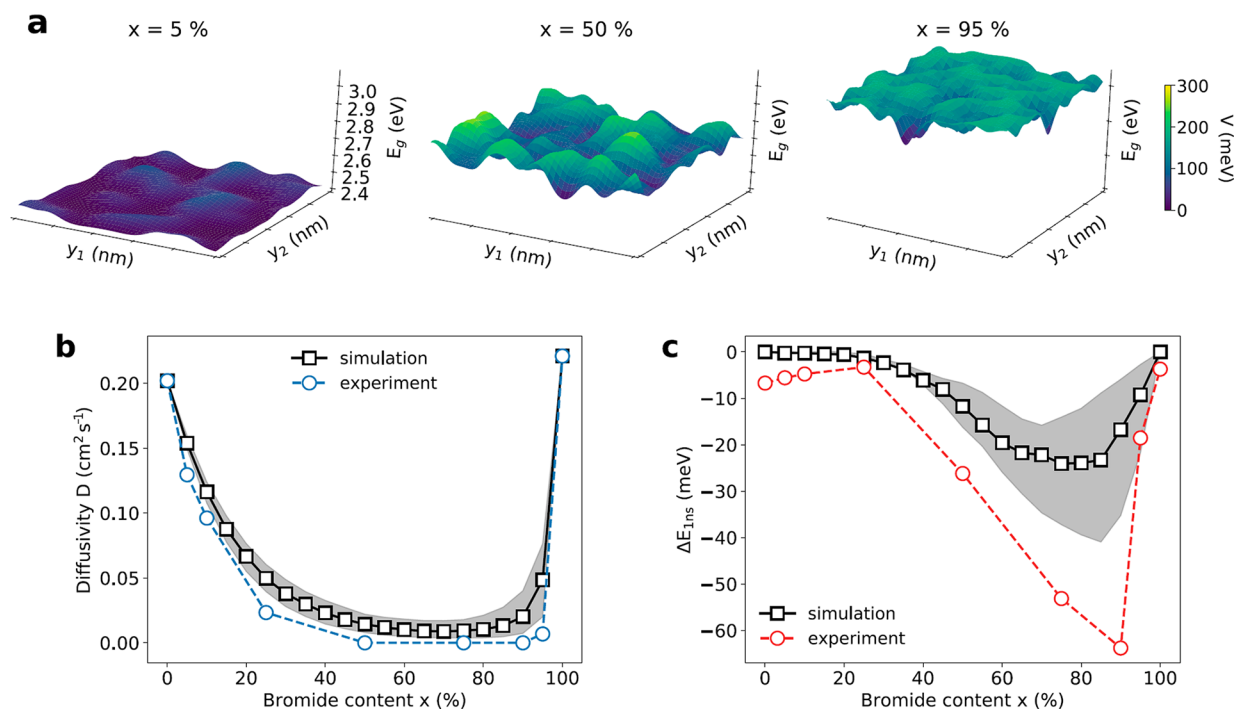 a
x = 5 %
x = 50 %
x = 95 %
3.0
2.9
2.8
2.7
2.6
2.5
2.4
E_g (eV)
y_1 (nm)
y_2 (nm)
E_g (eV)
y_1 (nm)
y_2 (nm)
E_g (eV)
y_1 (nm)
y_2 (nm)
300
200
100
0
V (meV)
b
simulation
experiment
0.20
0.15
0.10
0.05
0.00
Diffusivity D (cm² s⁻¹)
0 20 40 60 80 100
Bromide content x (%)
c
0
−10
−20
−30
−40
−50
−60
ΔE₁ₙₛ (meV)
simulation
experiment
0 20 40 60 80 100
Bromide content x (%)